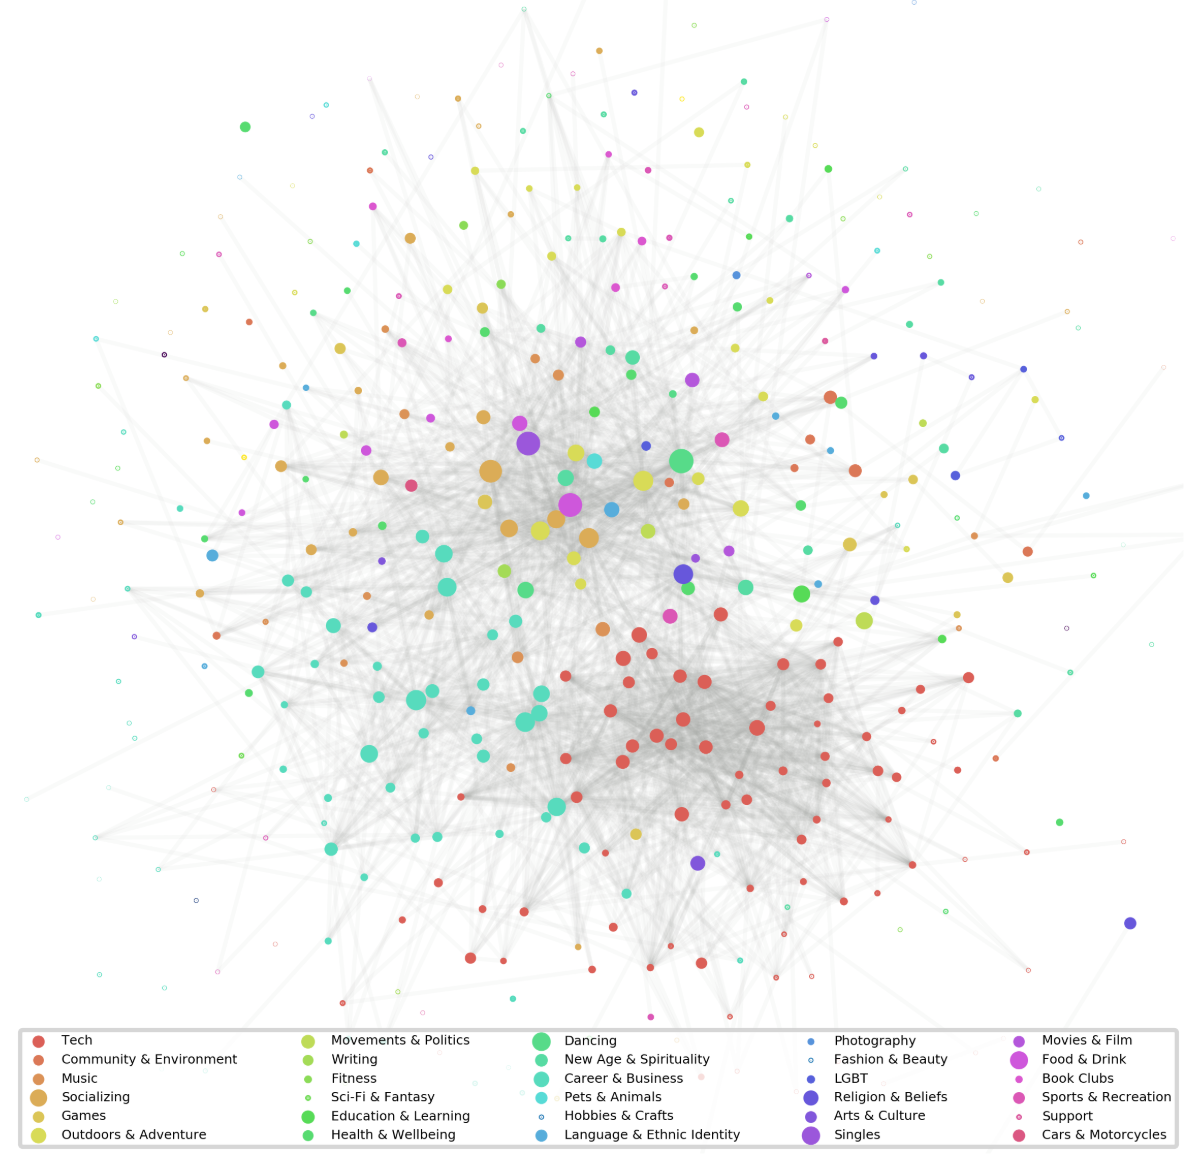 Tech
Community & Environment
Music
Socializing
Games
Outdoors & Adventure
Movements & Politics
Writing
Fitness
Sci-Fi & Fantasy
Education & Learning
Health & Wellbeing
Dancing
New Age & Spirituality
Career & Business
Pets & Animals
Hobbies & Crafts
Language & Ethnic Identity
Photography
Fashion & Beauty
LGBT
Religion & Beliefs
Arts & Culture
Singles
Movies & Film
Food & Drink
Book Clubs
Sports & Recreation
Support
Cars & Motorcycles